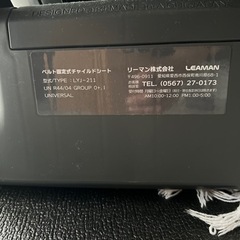 ベルト固定式チャイルドシート
型式/TYPE : LYJ-211
UN R44/04 GROUP 0+,I
UNIVERSAL
リーマン株式会社 LEAMAN
〒496-0911
TEL. (0567) 27-0173
AM10:00-12:00 PM1:00-5:00